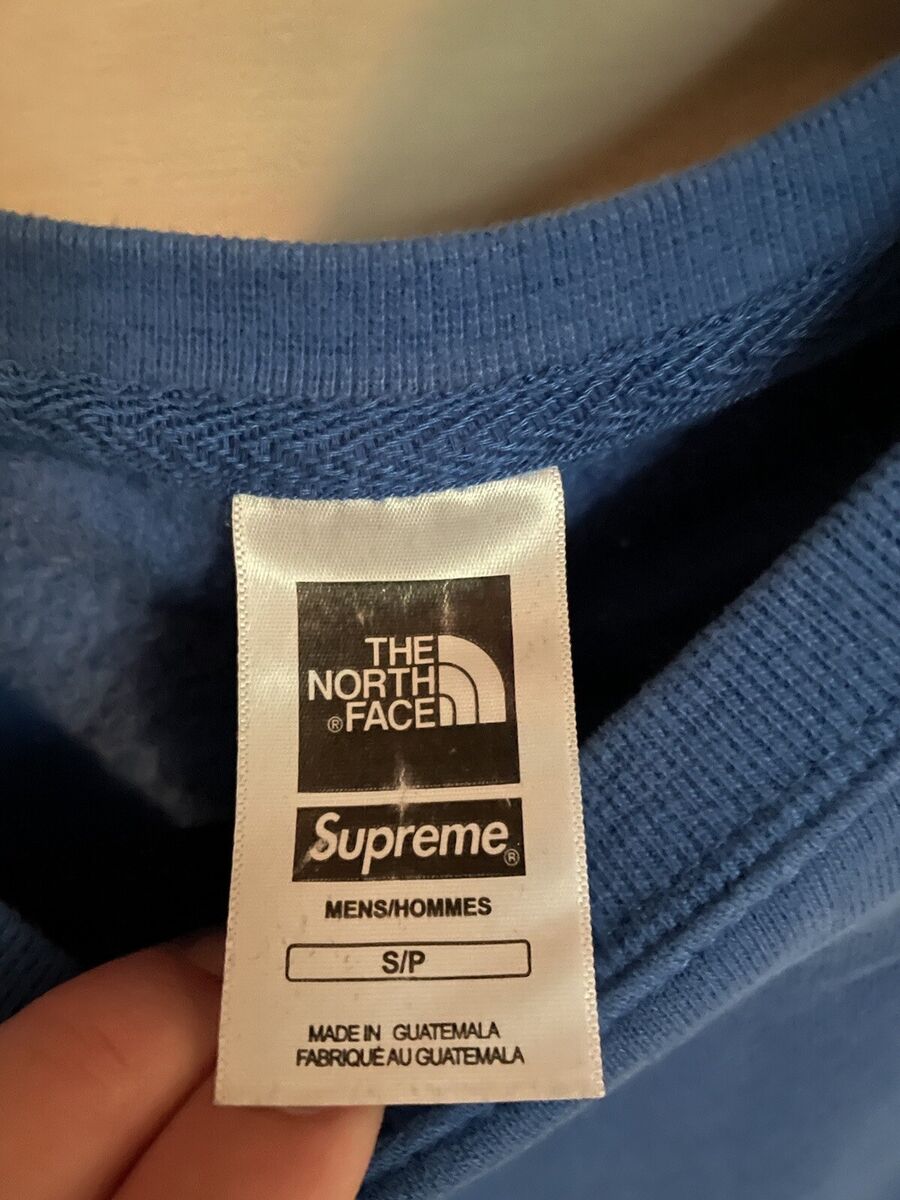 THE
NORTH
® FACE
Supreme®
MENS/HOMMES
S/P
MADE IN GUATEMALA
FABRIQUÉ AU GUATEMALA